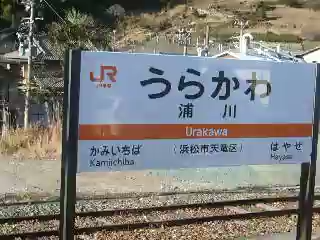 JR
うらかわ
浦川
Urakawa
かみいちば (浜松市天竜区) はやせ
Kamiichiba Hayase